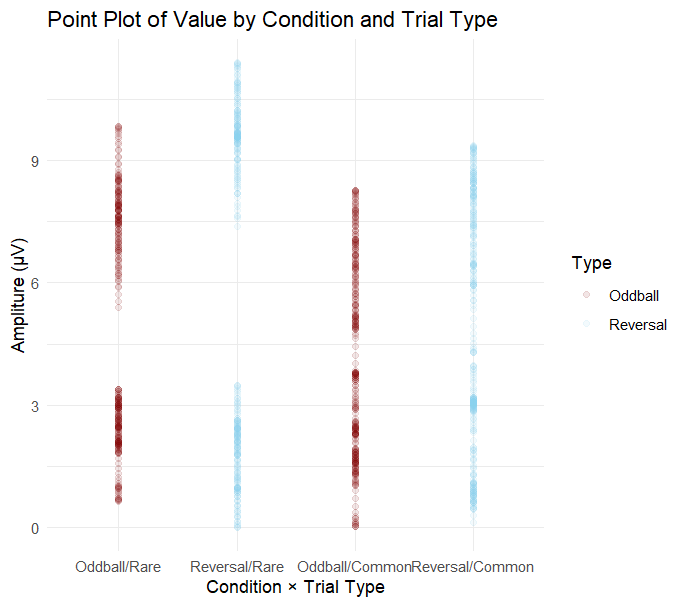 Point Plot of Value by Condition and Trial Type
Ampliture (μV)
9
6
3
0
Oddball/Rare
Reversal/Rare
Oddball/Common
Reversal/Common
Condition × Trial Type
Type
Oddball
Reversal